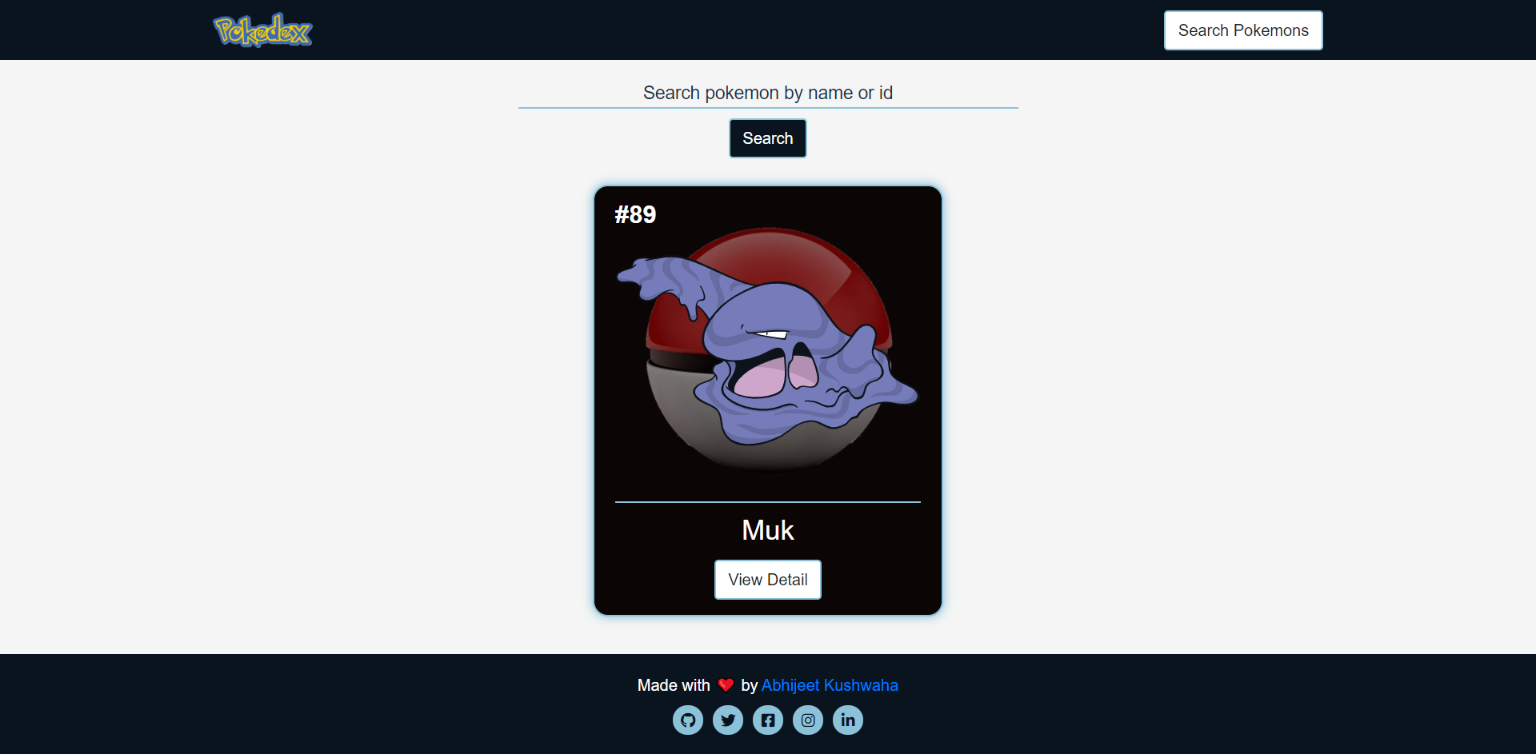 Pokedex
Search Pokemons
Search pokemon by name or id
Search
#89
Muk
View Detail
Made with ❤ by Abhijeet Kushwaha
in